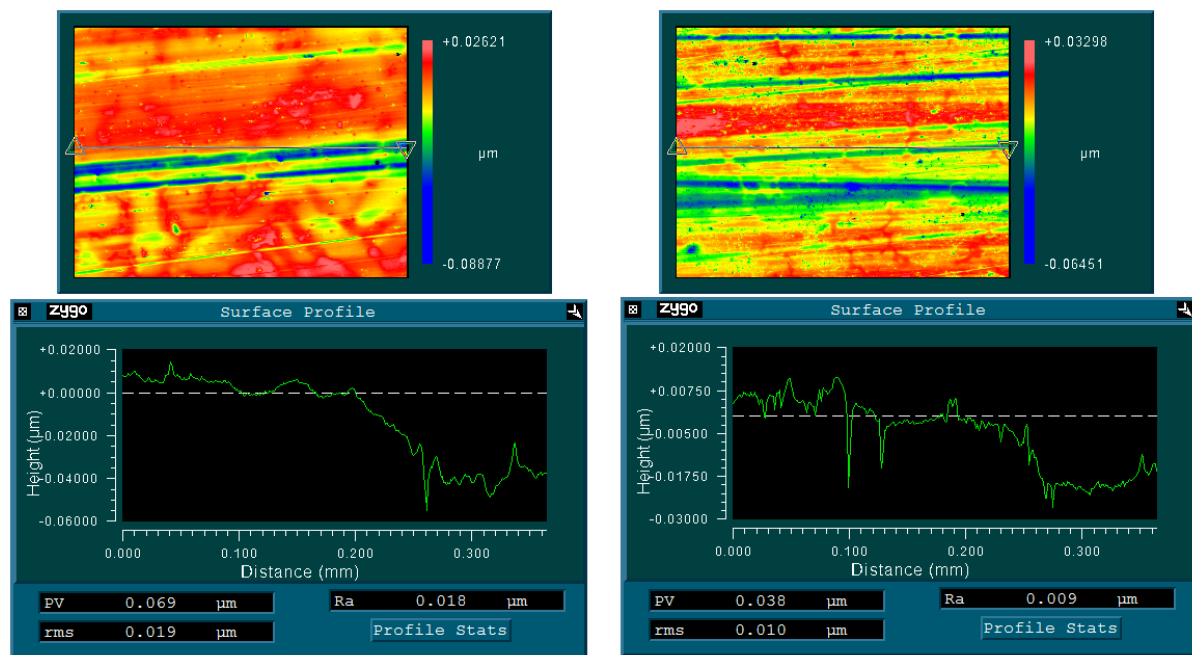 +0.02621
μm
-0.08877
+0.03298
μm
-0.06451
zygo Surface Profile
+0.02000
+0.00000
-0.02000
-0.04000
-0.06000
Height (μm)
0.000 0.100 0.200 0.300
Distance (mm)
PV 0.069 μm
rms 0.019 μm
Ra 0.018 μm
Profile Stats
zygo Surface Profile
+0.02000
+0.00750
-0.00500
-0.01750
-0.03000
Height (μm)
0.000 0.100 0.200 0.300
Distance (mm)
PV 0.038 μm
rms 0.010 μm
Ra 0.009 μm
Profile Stats